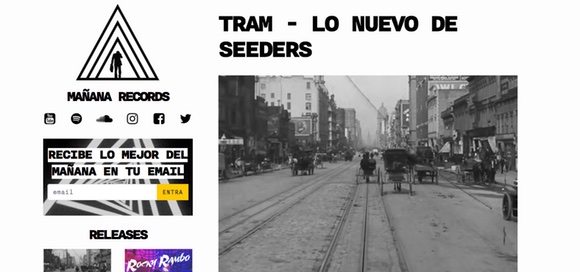 MAÑANA RECORDS
RECIBE LO MEJOR DEL
MAÑANA EN TU EMAIL
email
ENTRA
RELEASES
ROCKY RAMBO
TRAM - LO NUEVO DE
SEEDERS